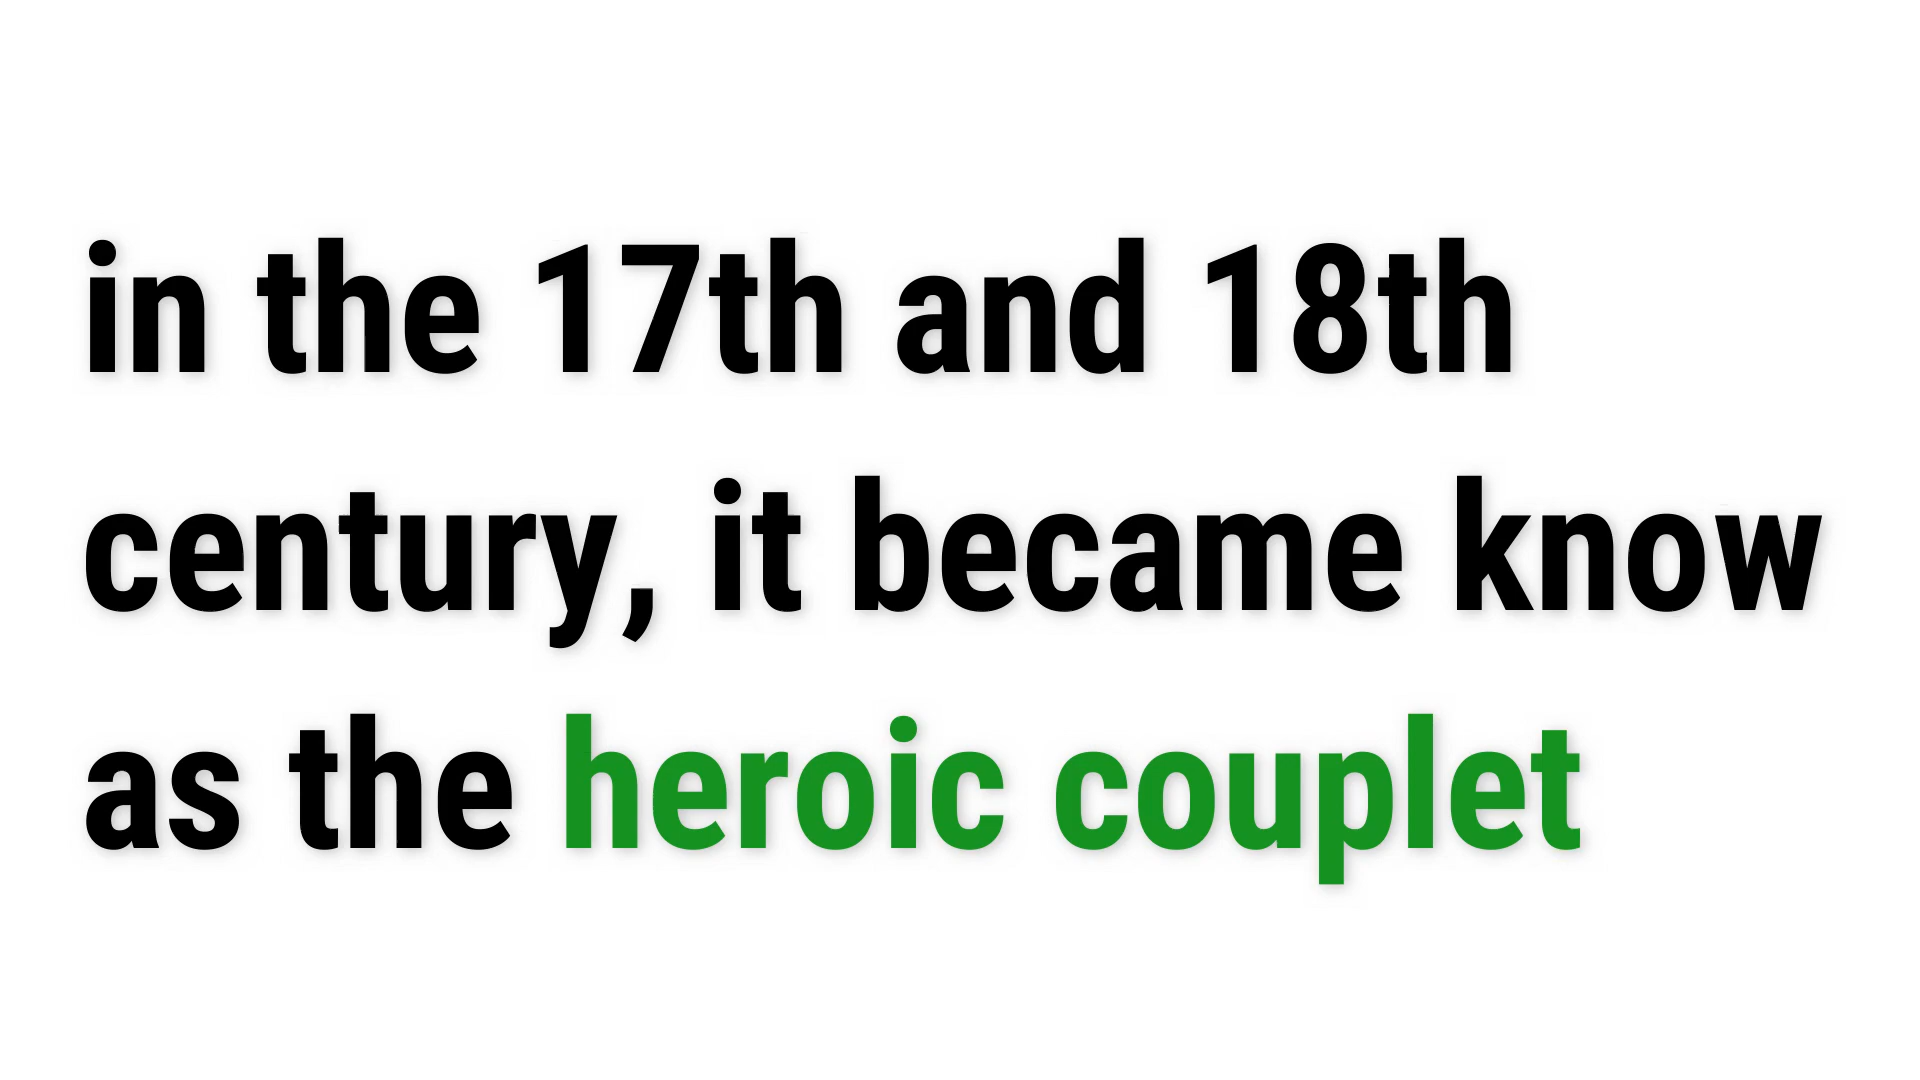 in the 17th and 18th
century, it became know
as the heroic couplet